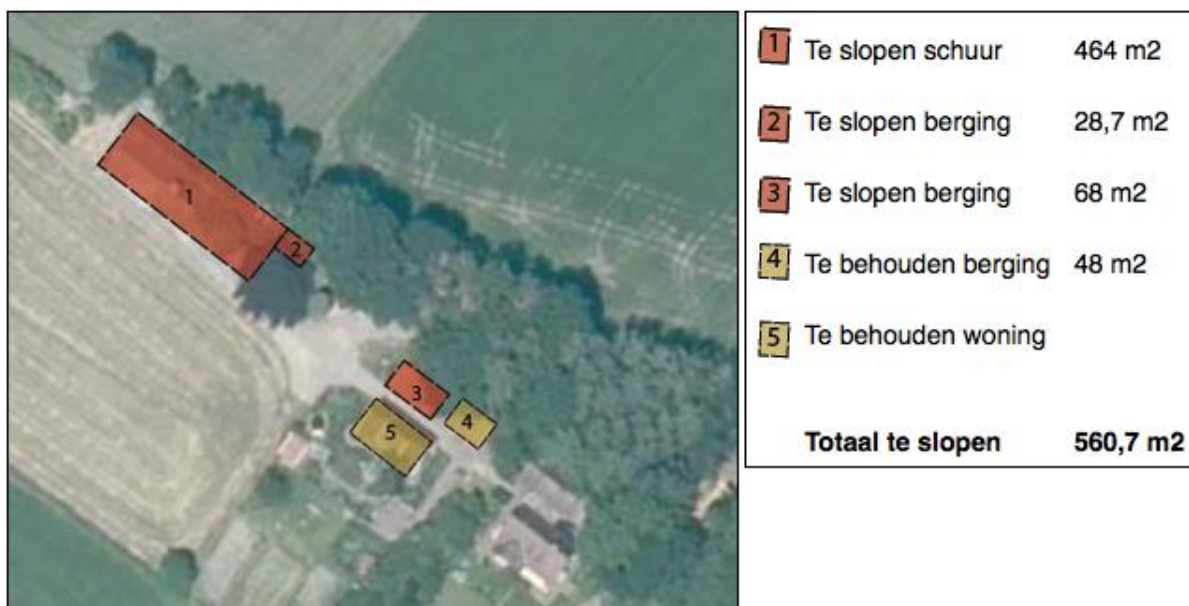 1
2
3
4
5
1 Te slopen schuur 464 m2
2 Te slopen berging 28,7 m2
3 Te slopen berging 68 m2
4 Te behouden berging 48 m2
5 Te behouden woning
Totaal te slopen 560,7 m2